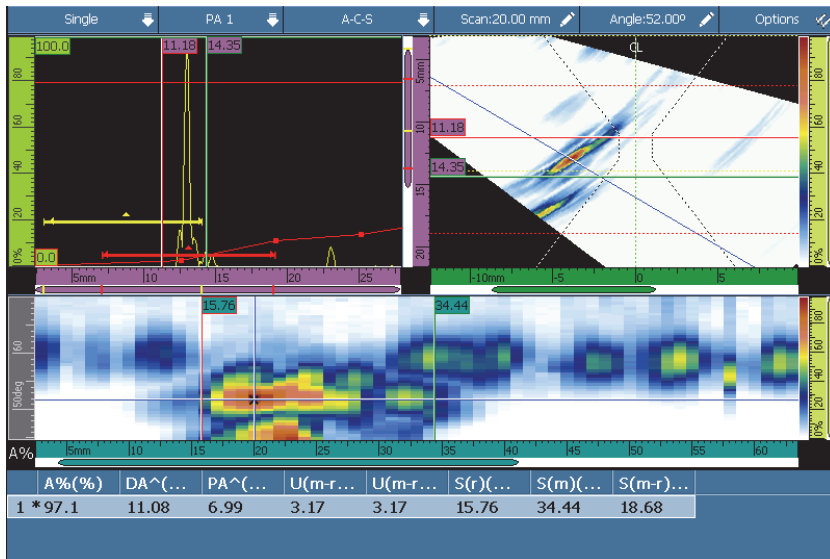 Single PA 1 A-C-S Scan:20.00 mm Angle:52.00º Options
100.0 11.18 14.35
80
60
40
20
0%
0.0
5mm 10 15 20 25
CL
5mm
10
15
20
11.18
14.35
-10mm -5 0 5
0% 20 40 60 80 100
15.76 34.44
60
50deg
0% 20 40 60 80 100
A% 5mm 10 15 20 25 30 35 40 45 50 55 60
A%(%) DA^(... PA^(... U(m-r... U(m-r... S(r)(... S(m)(... S(m-r)...
1 *97.1 11.08 6.99 3.17 3.17 15.76 34.44 18.68